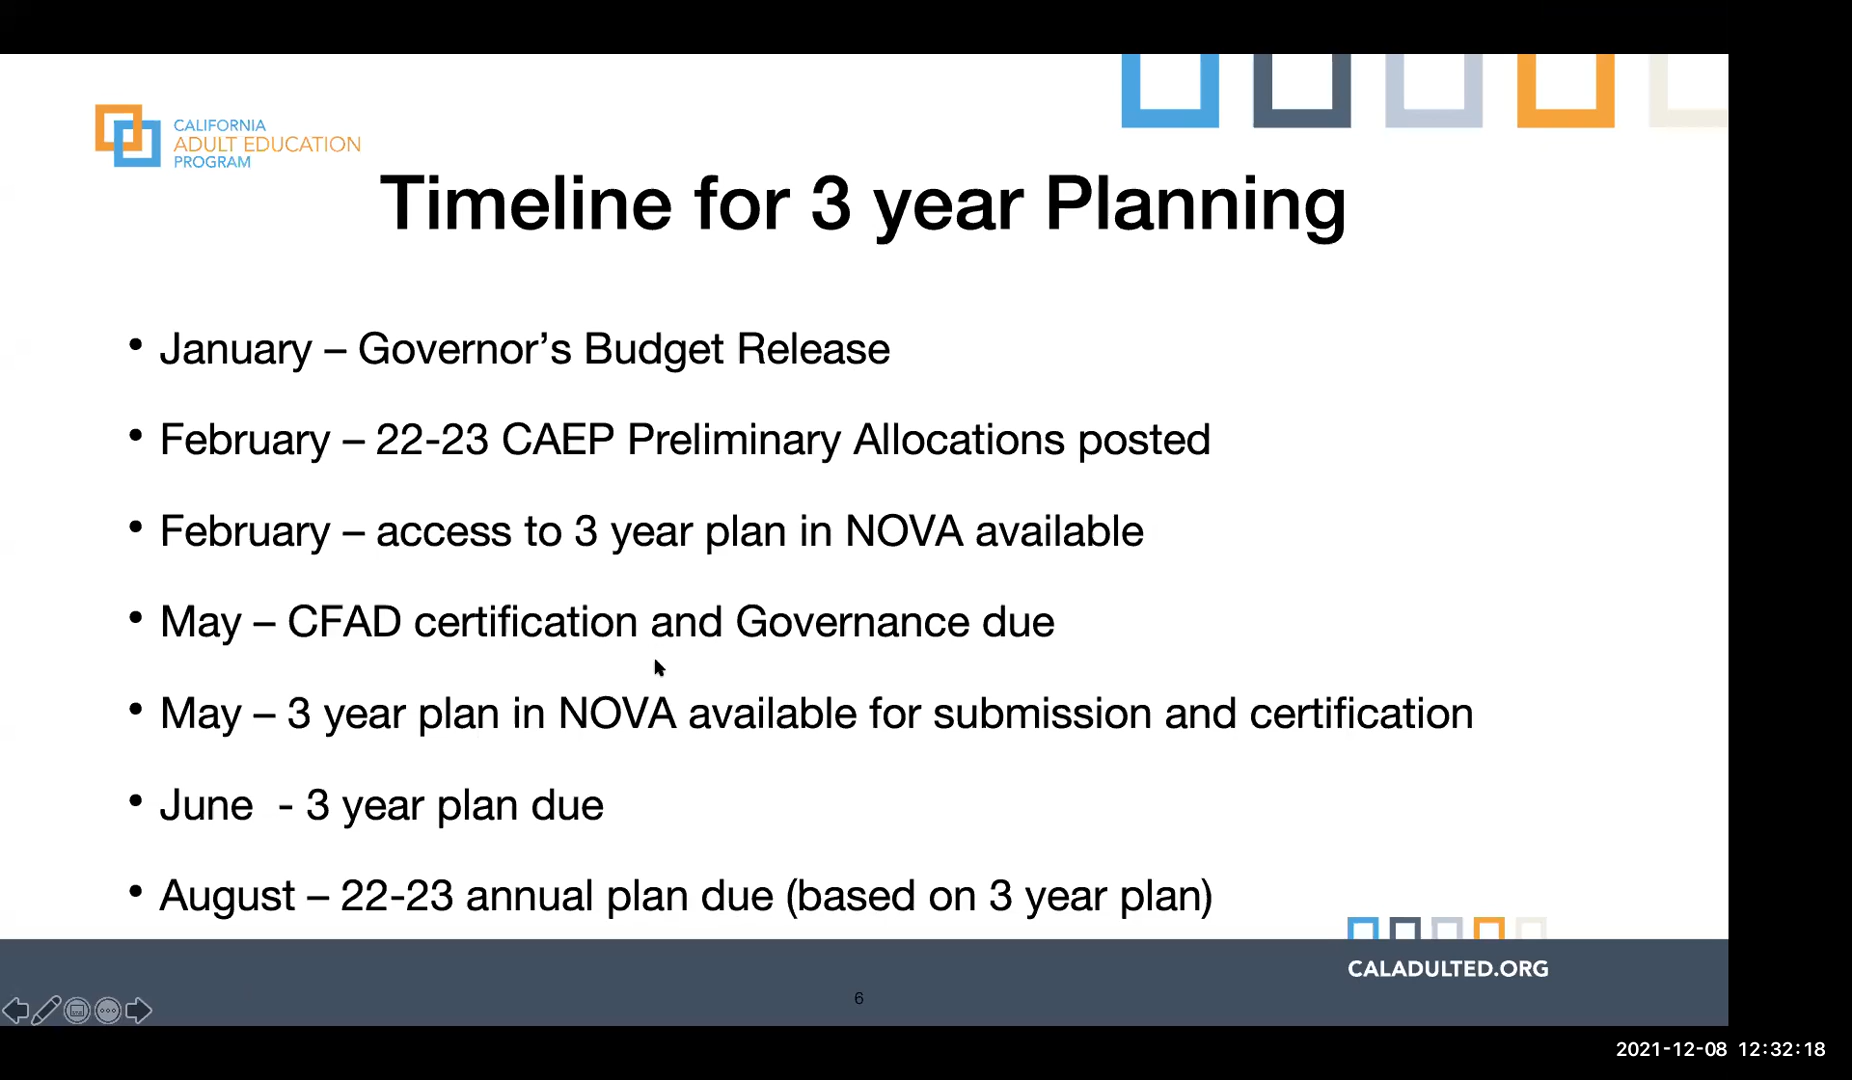 CALIFORNIA
ADULT EDUCATION
PROGRAM
Timeline for 3 year Planning
• January – Governor’s Budget Release
• February – 22-23 CAEP Preliminary Allocations posted
• February – access to 3 year plan in NOVA available
• May – CFAD certification and Governance due
• May – 3 year plan in NOVA available for submission and certification
• June  - 3 year plan due
• August – 22-23 annual plan due (based on 3 year plan)
CALADULTED.ORG
6
2021-12-08 12:32:18